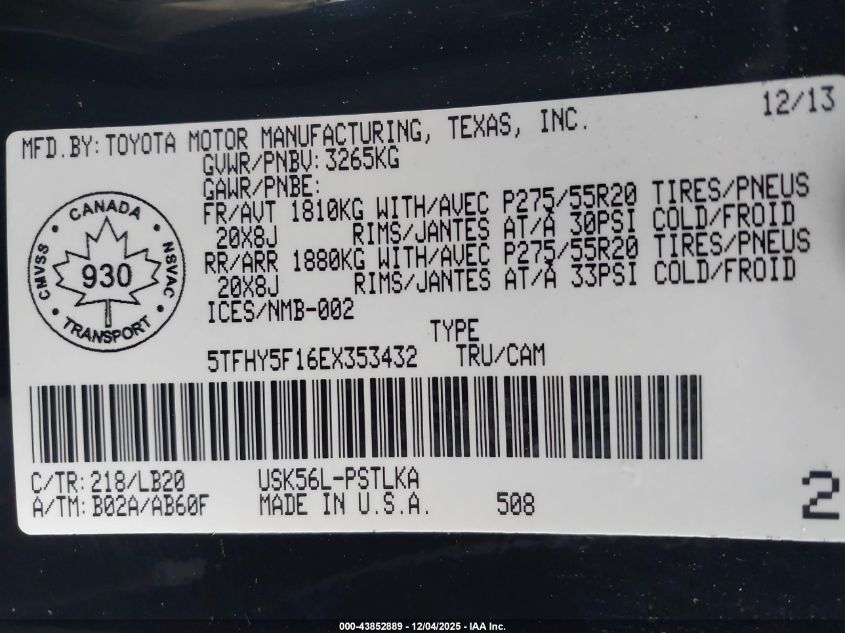 12/13
MFD.BY: TOYOTA MOTOR MANUFACTURING, TEXAS, INC.
GVWR/PNBV: 3265KG
GAWR/PNBE:
FR/AVT 1810KG WITH/AVEC P275/55R20 TIRES/PNEUS
20X8J RIMS/JANTES AT/A 30PSI COLD/FROID
RR/ARR 1880KG WITH/AVEC P275/55R20 TIRES/PNEUS
20X8J RIMS/JANTES AT/A 33PSI COLD/FROID
ICES/NMB-002
CANADA
CMVSS 930 NSVAC
TRANSPORT
TYPE
5TFHY5F16EX353432 TRU/CAM
C/TR: 218/LB20 USK56L-PSTLKA
A/TM: B02A/AB60F MADE IN U.S.A. 508
2
000-43852889 - 12/04/2025 - IAA Inc.